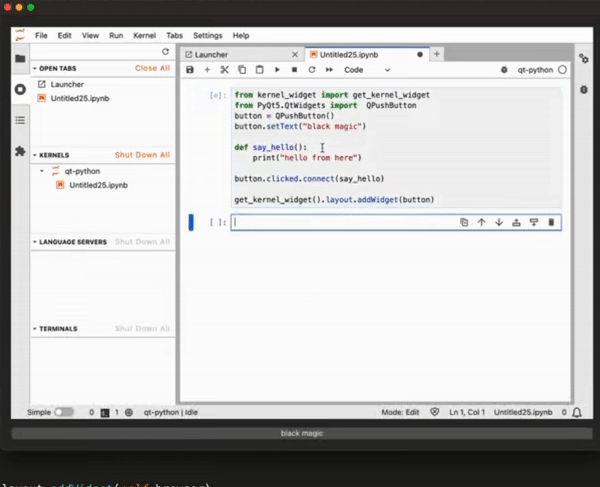 File Edit View Run Kernel Tabs Settings Help
OPEN TABS Close All
Launcher
Untitled25.ipynb
KERNELS Shut Down All
qt-python
Untitled25.ipynb
LANGUAGE SERVERS Shut Down All
TERMINALS Shut Down All
Launcher × Untitled25.ipynb +
Code qt-python
from kernel_widget import get_kernel_widget
from PyQt5.QtWidgets import QPushButton
button = QPushButton()
button.setText("black magic")
def say_hello():
print("hello from here")
button.clicked.connect(say_hello)
get_kernel_widget().layout.addWidget(button)
[ ]:
Simple 0 1 qt-python | Idle Mode: Edit Ln 1, Col 1 Untitled25.ipynb 0
black magic
layout.addWidget(self.browser)